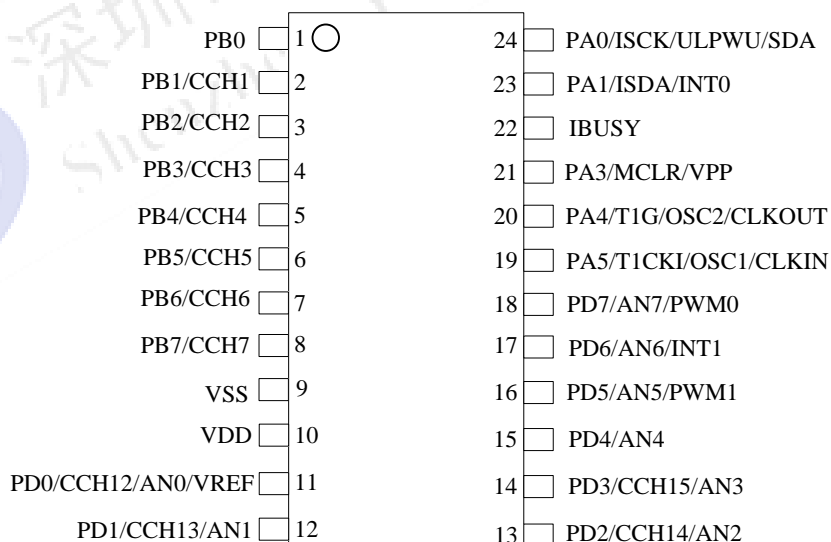 PB0 1 24 PA0/ISCK/ULPWU/SDA
PB1/CCH1 2 23 PA1/ISDA/INT0
PB2/CCH2 3 22 IBUSY
PB3/CCH3 4 21 PA3/MCLR/VPP
PB4/CCH4 5 20 PA4/T1G/OSC2/CLKOUT
PB5/CCH5 6 19 PA5/T1CKI/OSC1/CLKIN
PB6/CCH6 7 18 PD7/AN7/PWM0
PB7/CCH7 8 17 PD6/AN6/INT1
VSS 9 16 PD5/AN5/PWM1
VDD 10 15 PD4/AN4
PD0/CCH12/AN0/VREF 11 14 PD3/CCH15/AN3
PD1/CCH13/AN1 12 13 PD2/CCH14/AN2
深圳